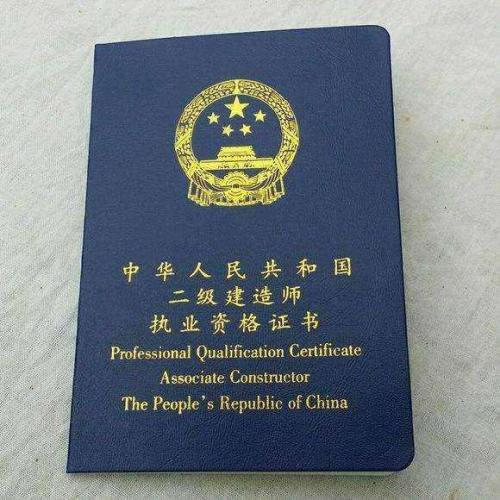 中华人民共和国
二级建造师
执业资格证书
Professional Qualification Certificate
Associate Constructor
The People's Republic of China